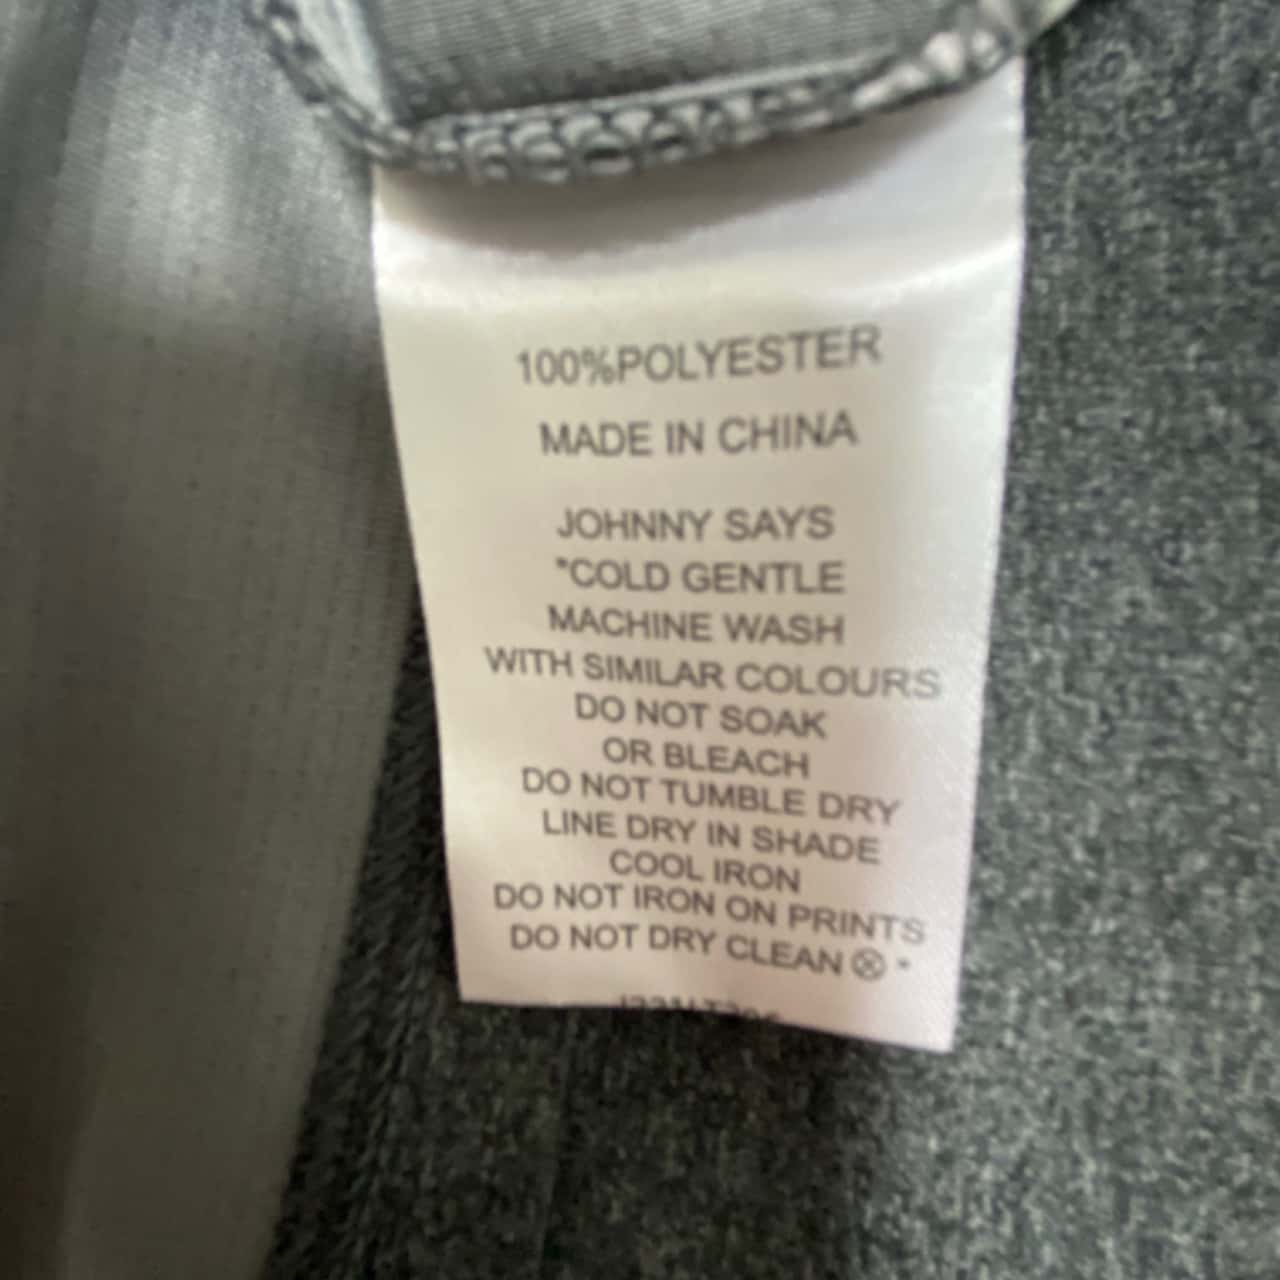 100%POLYESTER
MADE IN CHINA
JOHNNY SAYS
"COLD GENTLE
MACHINE WASH
WITH SIMILAR COLOURS
DO NOT SOAK
OR BLEACH
DO NOT TUMBLE DRY
LINE DRY IN SHADE
COOL IRON
DO NOT IRON ON PRINTS
DO NOT DRY CLEAN ⊗ "